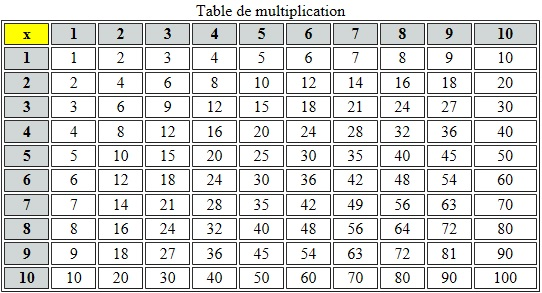 Table de multiplication
x 1 2 3 4 5 6 7 8 9 10
1 1 2 3 4 5 6 7 8 9 10
2 2 4 6 8 10 12 14 16 18 20
3 3 6 9 12 15 18 21 24 27 30
4 4 8 12 16 20 24 28 32 36 40
5 5 10 15 20 25 30 35 40 45 50
6 6 12 18 24 30 36 42 48 54 60
7 7 14 21 28 35 42 49 56 63 70
8 8 16 24 32 40 48 56 64 72 80
9 9 18 27 36 45 54 63 72 81 90
10 10 20 30 40 50 60 70 80 90 100